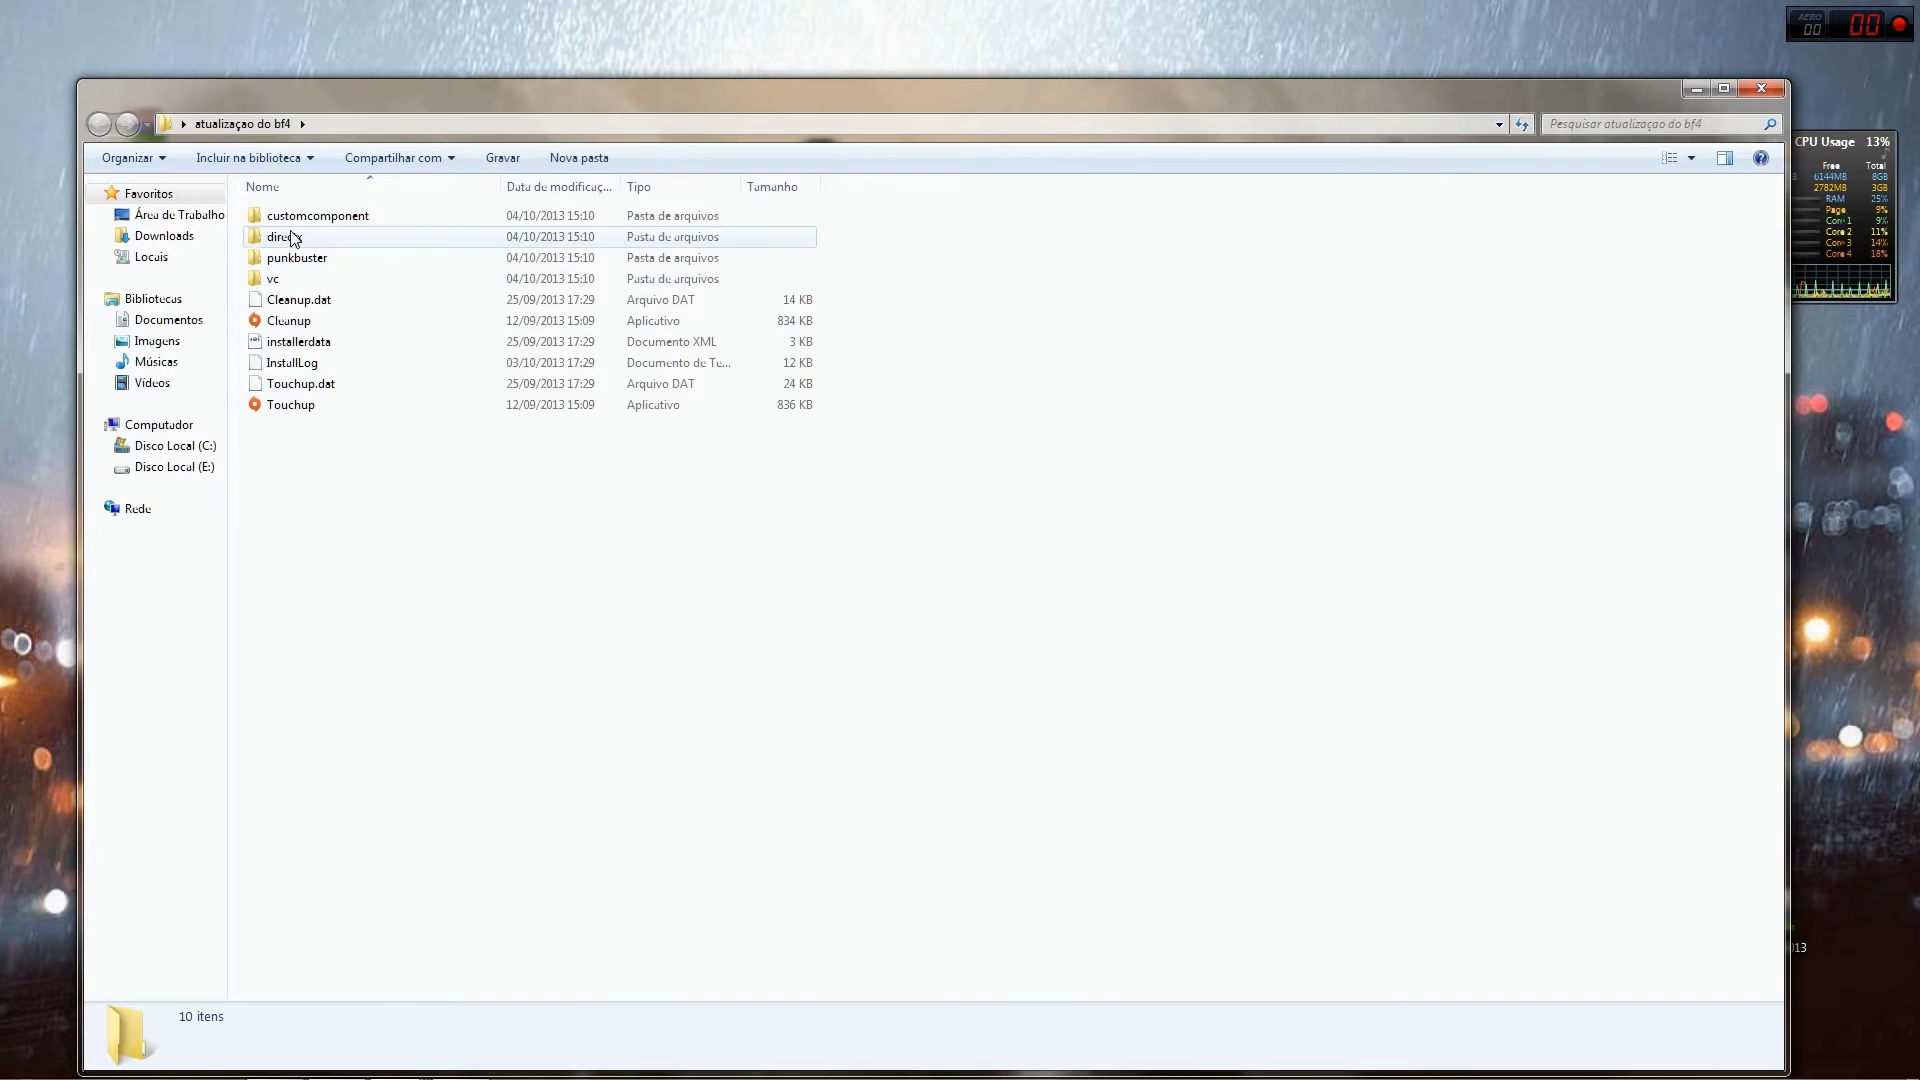 AERO
00 00
atualizaçao do bf4
Pesquisar atualizaçao do bf4
Organizar Incluir na biblioteca Compartilhar com Gravar Nova pasta
Nome Data de modificaç... Tipo Tamanho
customcomponent 04/10/2013 15:10 Pasta de arquivos
04/10/2013 15:10 Pasta de arquivos
punkbuster 04/10/2013 15:10 Pasta de arquivos
vc 04/10/2013 15:10 Pasta de arquivos
Cleanup.dat 25/09/2013 17:29 Arquivo DAT 14 KB
Cleanup 12/09/2013 15:09 Aplicativo 834 KB
installerdata 25/09/2013 17:29 Documento XML 3 KB
InstallLog 03/10/2013 17:29 Documento de Te... 12 KB
Touchup.dat 25/09/2013 17:29 Arquivo DAT 24 KB
Touchup 12/09/2013 15:09 Aplicativo 836 KB
Favoritos
Área de Trabalho
Downloads
Locais
Bibliotecas
Documentos
Imagens
Músicas
Vídeos
Computador
Disco Local (C:)
Disco Local (E:)
Rede
10 itens
CPU Usage 13%
Free Total
6144MB 8GB
2782MB 3GB
RAM 25%
Page 9%
Core 1 9%
Core 2 11%
Core 3 14%
Core 4 18%
013